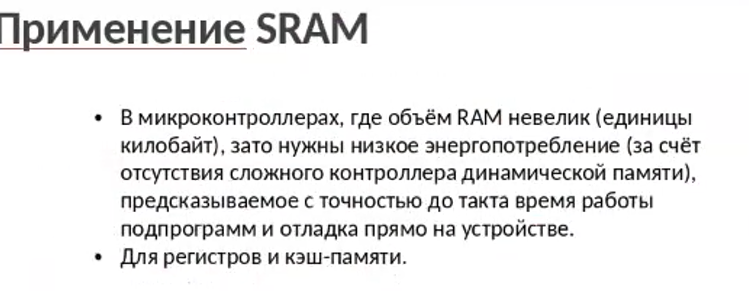 Применение SRAM
• В микроконтроллерах, где объём RAM невелик (единицы
килобайт), зато нужны низкое энергопотребление (за счёт
отсутствия сложного контроллера динамической памяти),
предсказуемое с точностью до такта время работы
подпрограмм и отладка прямо на устройстве.
• Для регистров и кэш-памяти.